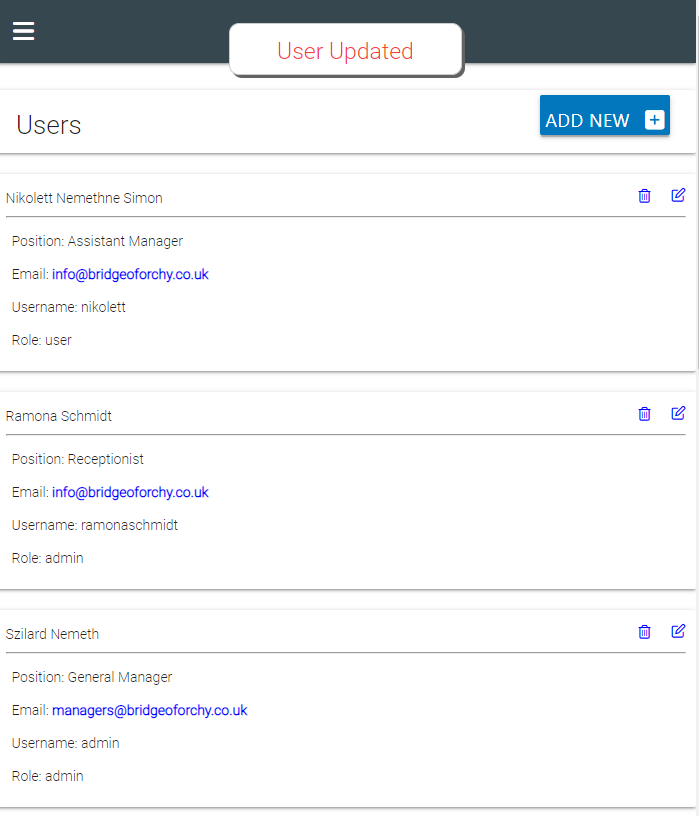 User Updated
Users
ADD NEW
Nikolett Nemethne Simon
Position: Assistant Manager
Email: info@bridgeoforchy.co.uk
Username: nikolett
Role: user
Ramona Schmidt
Position: Receptionist
Email: info@bridgeoforchy.co.uk
Username: ramonaschmidt
Role: admin
Szilard Nemeth
Position: General Manager
Email: managers@bridgeoforchy.co.uk
Username: admin
Role: admin